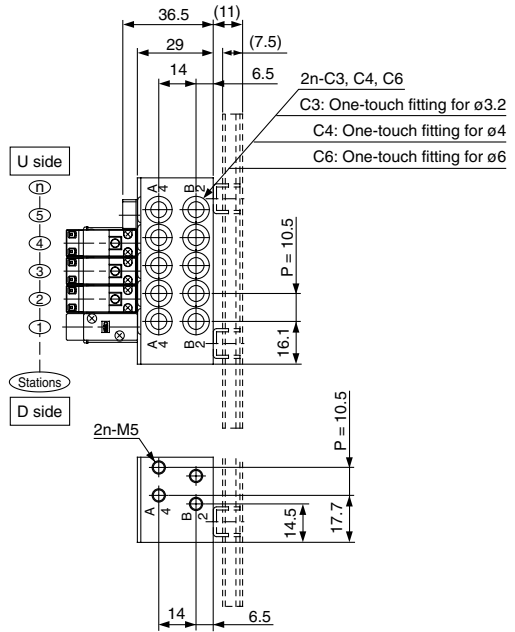 36.5
(11)
29
(7.5)
14
6.5
2n-C3, C4, C6
C3: One-touch fitting for ø3.2
C4: One-touch fitting for ø4
C6: One-touch fitting for ø6
U side
n
5
4
3
2
1
Stations
D side
A
4
B
2
P = 10.5
16.1
A
4
B
2
2n-M5
P = 10.5
A
4
B
2
14.5
17.7
14
6.5